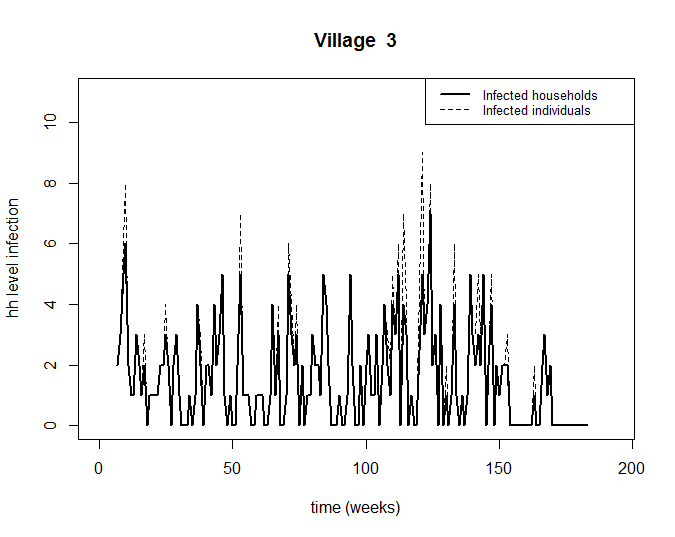 Village  3
Infected households
Infected individuals
hh level infection
10
8
6
4
2
0
0
50
100
150
200
time (weeks)